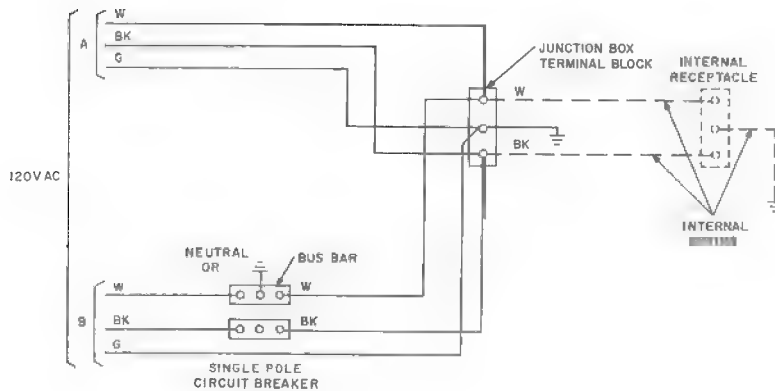 W
BK
A
G
JUNCTION BOX
TERMINAL BLOCK
INTERNAL
RECEPTACLE
W
BK
120VAC
INTERNAL
NEUTRAL
OR
BUS BAR
W
W
BK
BK
B
G
SINGLE POLE
CIRCUIT BREAKER